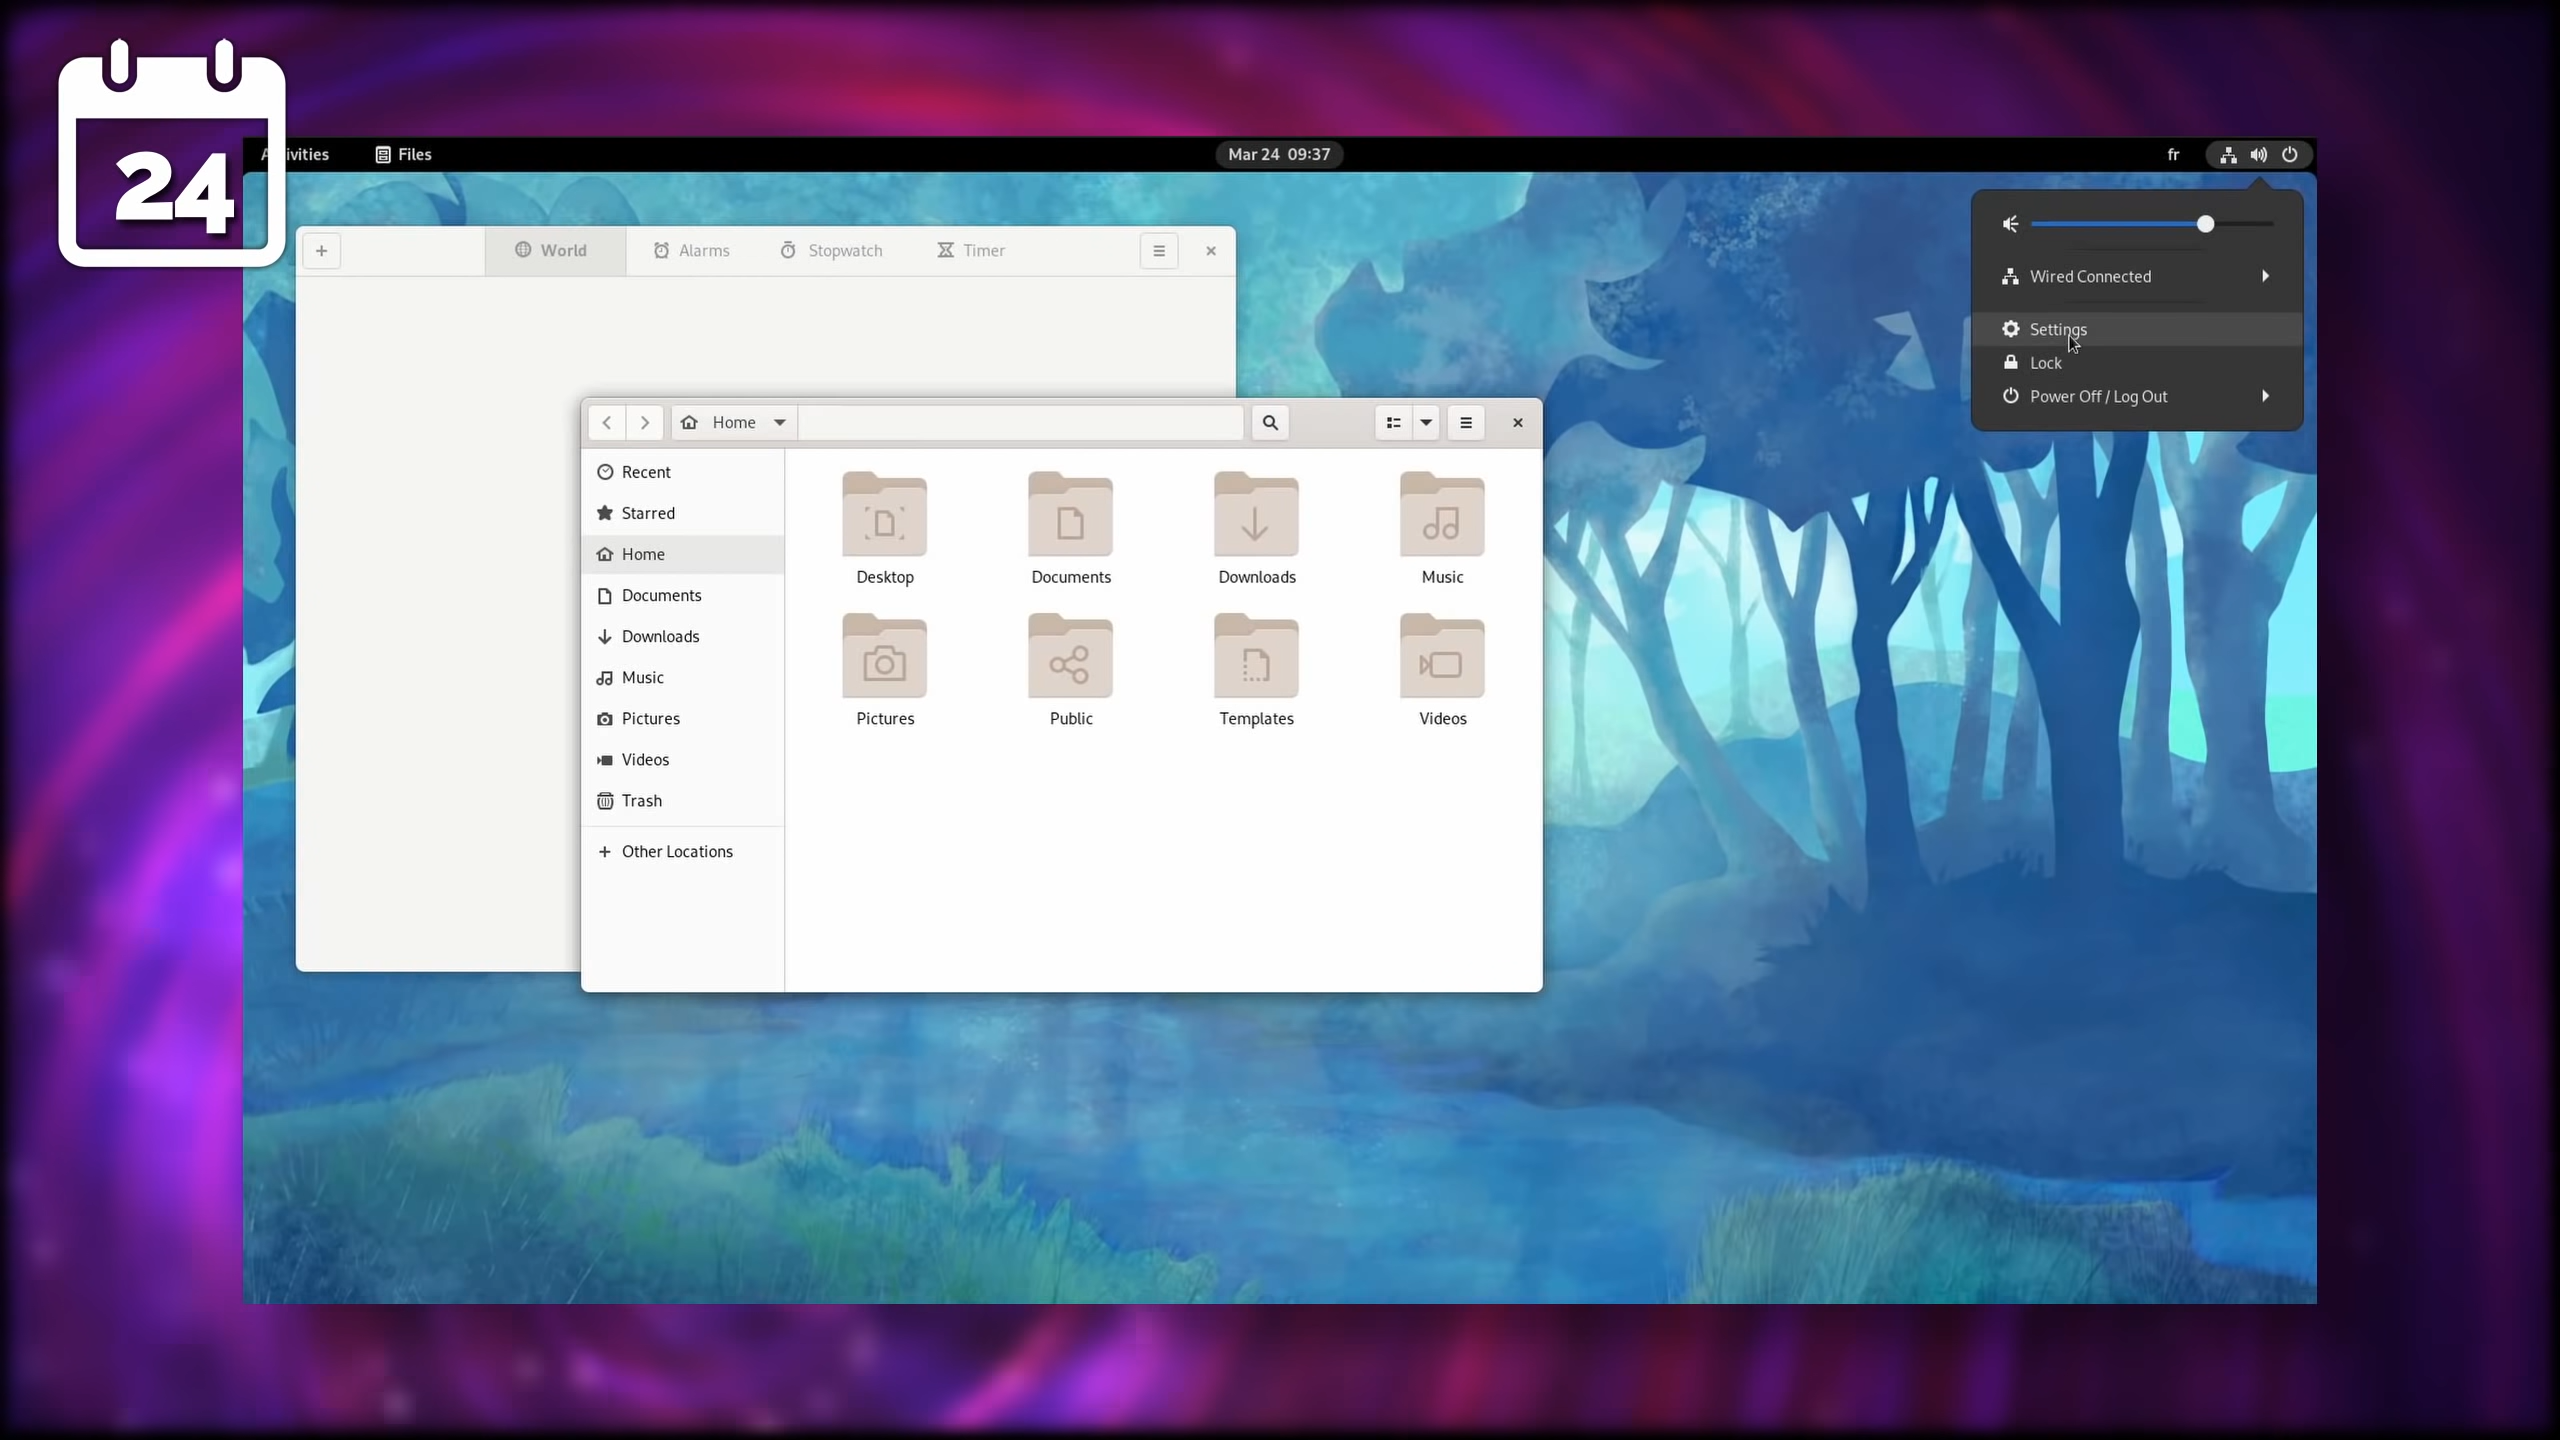 24
Activities Files Mar 24 09:37 fr
World Alarms Stopwatch Timer
Wired Connected
Settings
Lock
Power Off / Log Out
Home
Recent
Starred
Home
Documents
Downloads
Music
Pictures
Videos
Trash
Other Locations
Desktop Documents Downloads Music
Pictures Public Templates Videos